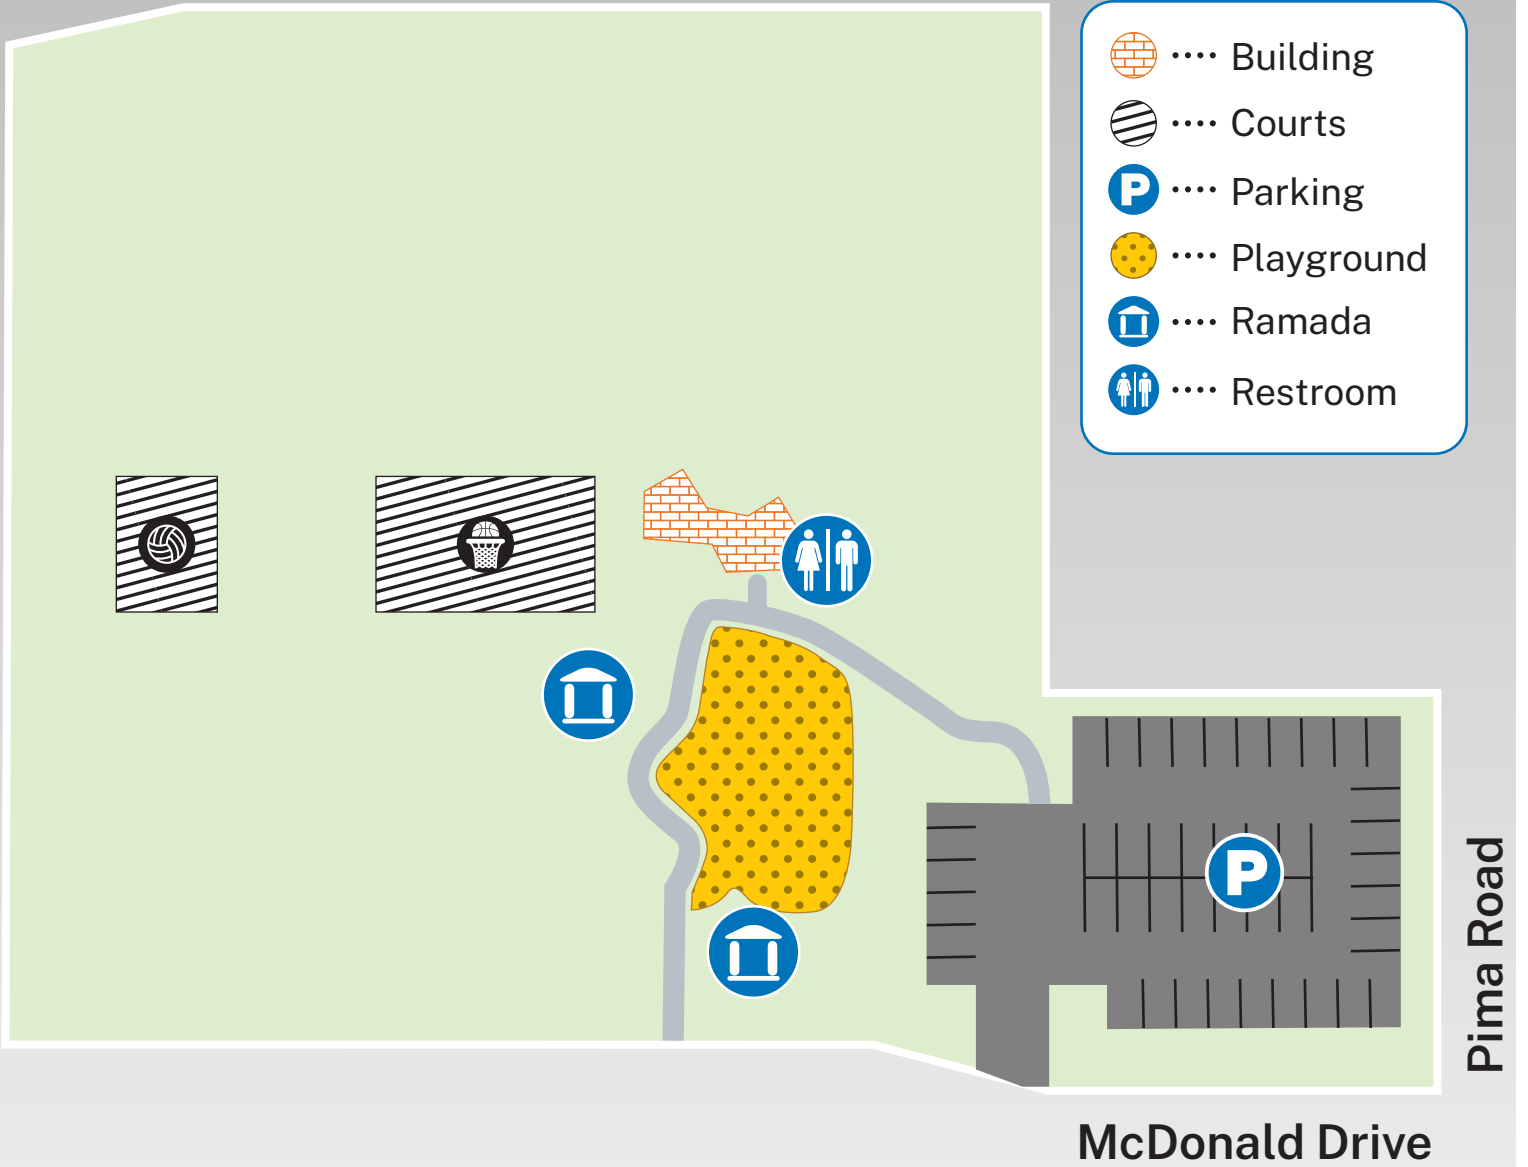 .... Building
.... Courts
P .... Parking
.... Playground
.... Ramada
.... Restroom
P
Pima Road
McDonald Drive